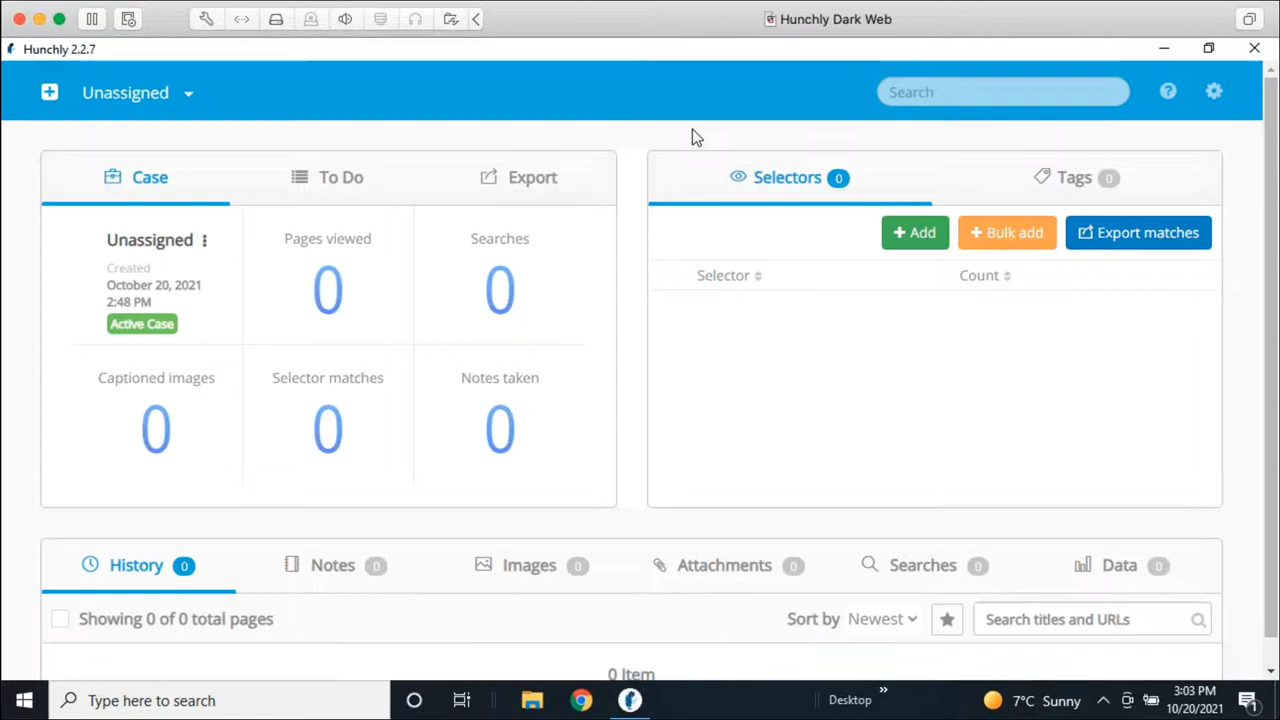 Hunchly Dark Web
Hunchly 2.2.7
Unassigned
Search
Case
To Do
Export
Selectors 0
Tags 0
Unassigned
Created
October 20, 2021
2:48 PM
Active Case
Pages viewed
0
Searches
0
Captioned images
0
Selector matches
0
Notes taken
0
+ Add
+ Bulk add
Export matches
Selector
Count
History 0
Notes 0
Images 0
Attachments 0
Searches 0
Data 0
Showing 0 of 0 total pages
Sort by Newest
Search titles and URLs
0 Item
Type here to search
Desktop
7°C Sunny
3:03 PM
10/20/2021
1